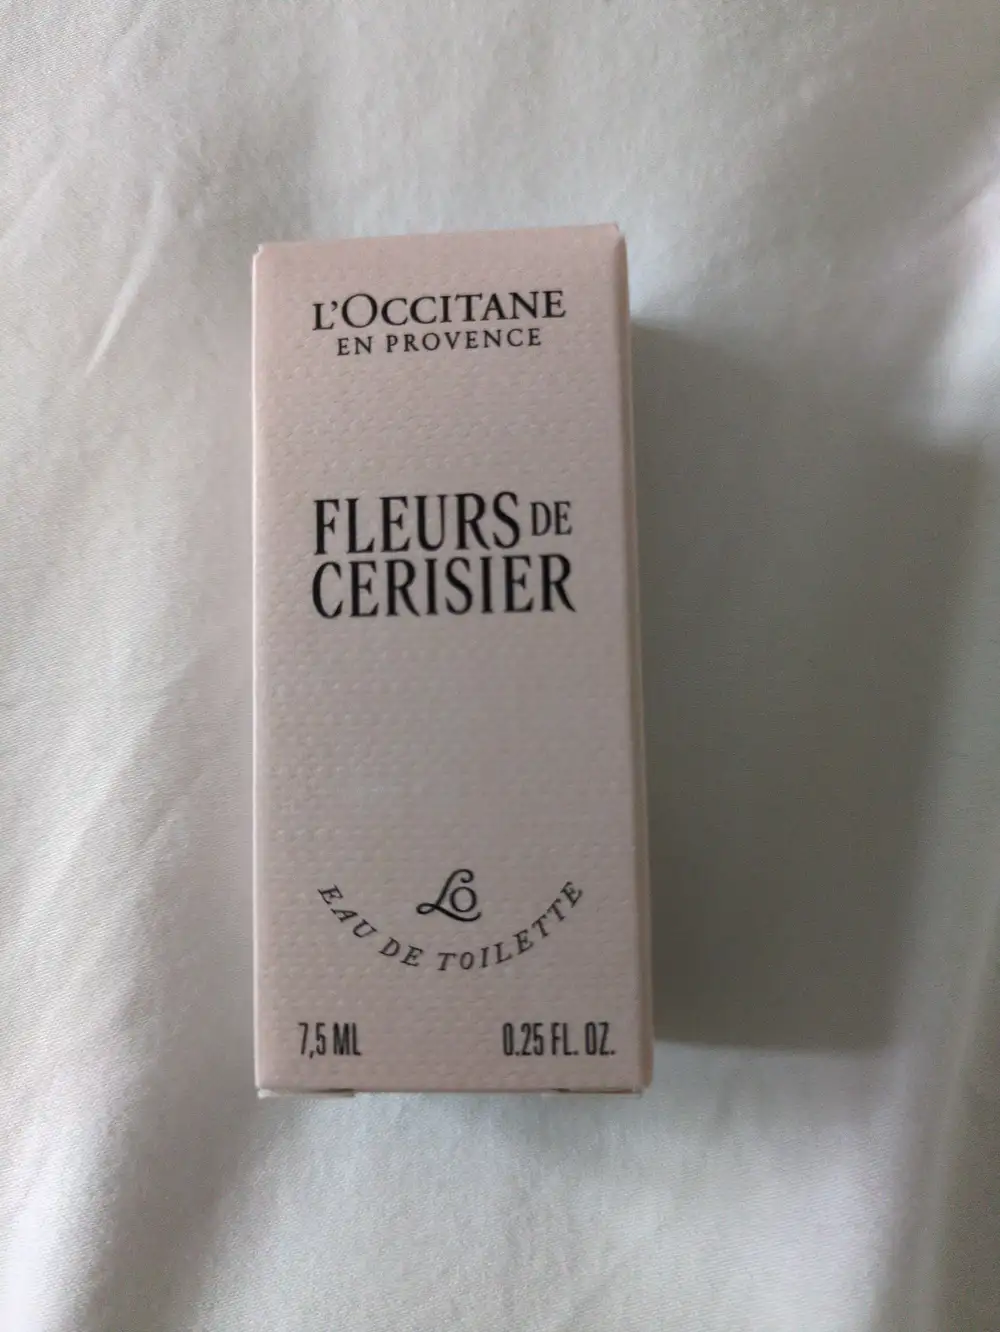 L'OCCITANE
EN PROVENCE
FLEURS DE
CERISIER
LO
EAU DE TOILETTE
7,5 ML 0.25 FL. OZ.